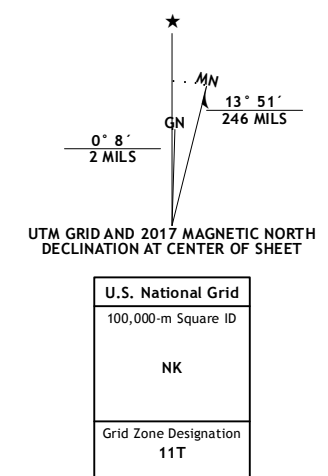 ★
MN
GN
13° 51´
246 MILS
0° 8´
2 MILS
UTM GRID AND 2017 MAGNETIC NORTH
DECLINATION AT CENTER OF SHEET
U.S. National Grid
100,000-m Square ID
NK
Grid Zone Designation
11T